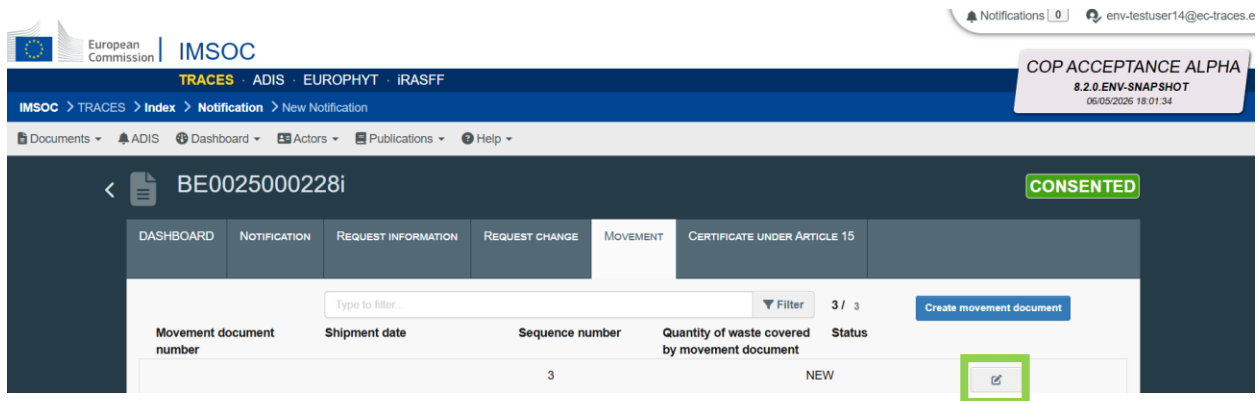 Notifications 0 env-testuser14@ec-traces.e
European
Commission
IMSOC
COP ACCEPTANCE ALPHA
8.2.0.ENV-SNAPSHOT
06/05/2026 18:01:34
TRACES · ADIS · EUROPHYT · iRASFF
IMSOC > TRACES > Index > Notification > New Notification
Documents ADIS Dashboard Actors Publications Help
BE0025000228i
CONSENTED
DASHBOARD NOTIFICATION REQUEST INFORMATION REQUEST CHANGE MOVEMENT CERTIFICATE UNDER ARTICLE 15
Type to filter... Filter 3 / 3 Create movement document
Movement document number Shipment date Sequence number Quantity of waste covered by movement document Status
3 NEW